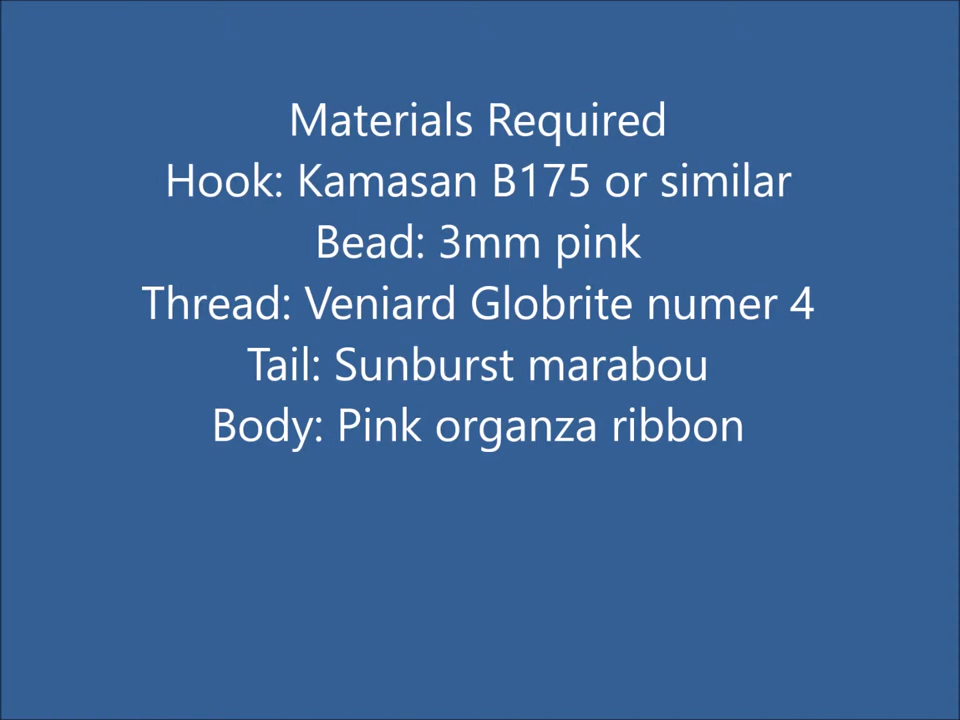 Materials Required
Hook: Kamasan B175 or similar
Bead: 3mm pink
Thread: Veniard Globrite numer 4
Tail: Sunburst marabou
Body: Pink organza ribbon